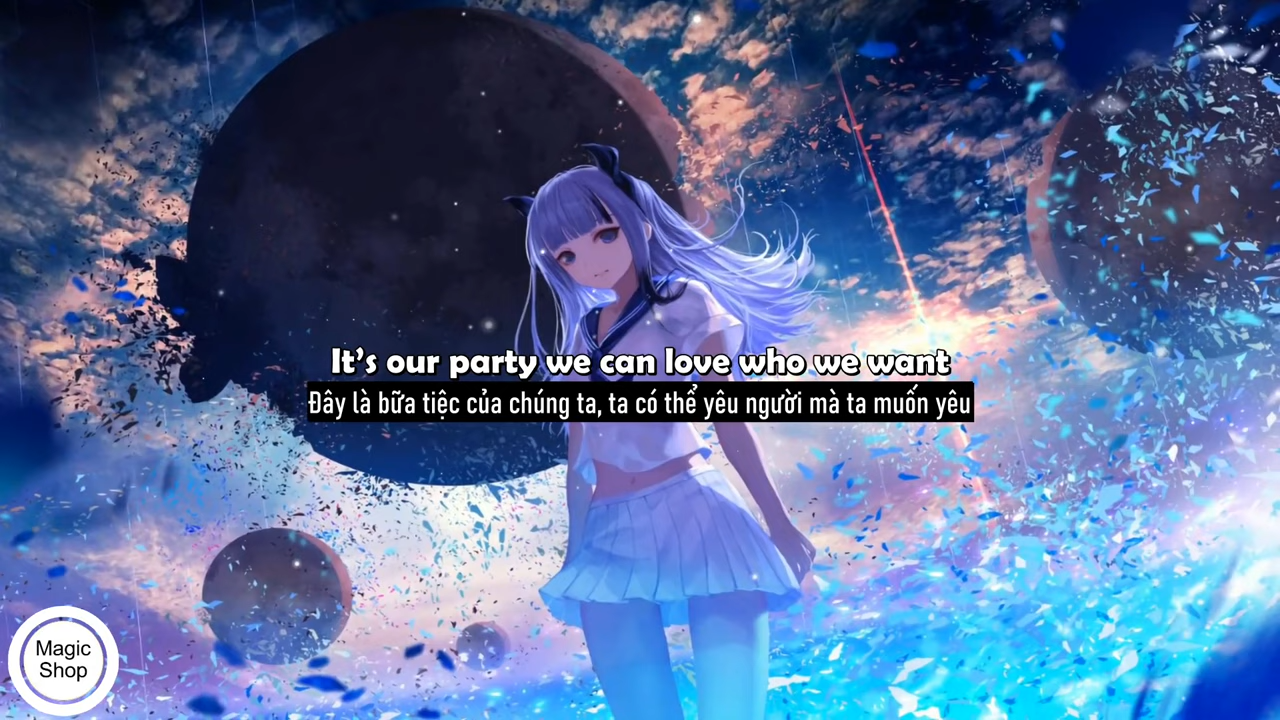 It's our party we can love who we want
Đây là bữa tiệc của chúng ta, ta có thể yêu người mà ta muốn yêu
Magic
Shop